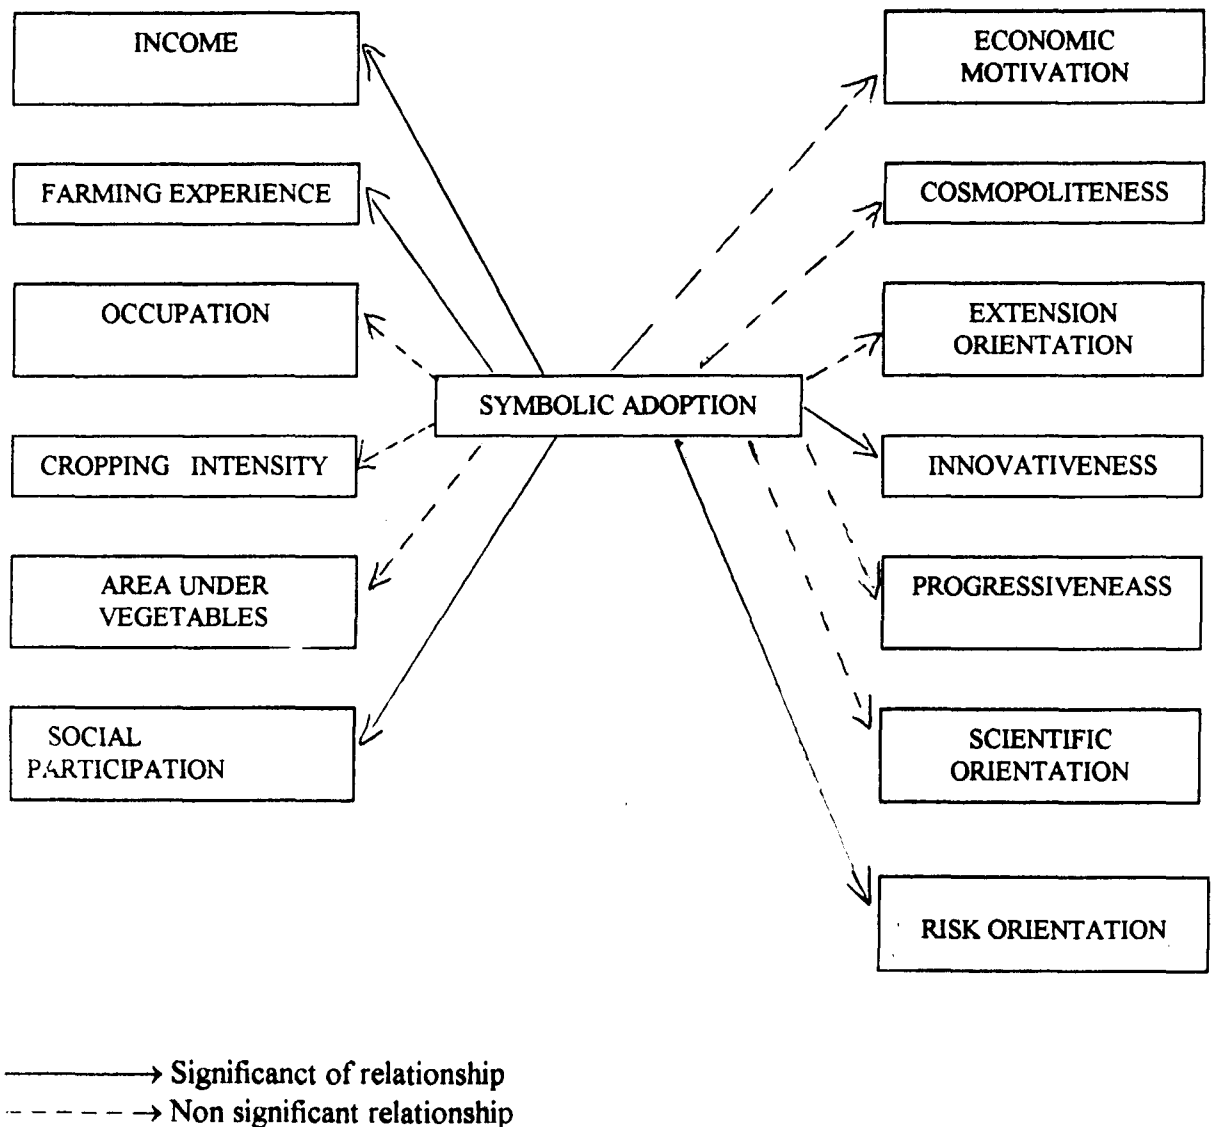 INCOME
FARMING EXPERIENCE
OCCUPATION
CROPPING INTENSITY
AREA UNDER
VEGETABLES
SOCIAL
PARTICIPATION
SYMBOLIC ADOPTION
ECONOMIC
MOTIVATION
COSMOPOLITENESS
EXTENSION
ORIENTATION
INNOVATIVENESS
PROGRESSIVENEASS
SCIENTIFIC
ORIENTATION
RISK ORIENTATION
Significanct of relationship
Non significant relationship